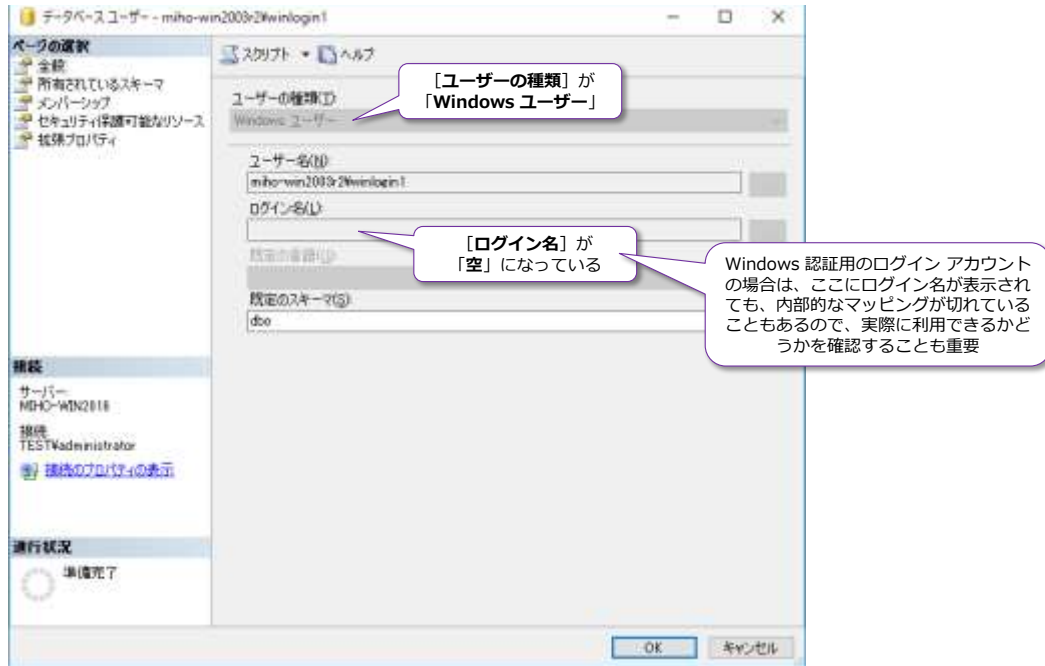 データベース ユーザー - miho-win2003r2¥winlogin1
ページの選択
全般
所有されているスキーマ
メンバーシップ
セキュリティ保護可能なリソース
拡張プロパティ
スクリプト
ヘルプ
ユーザーの種類(T):
Windows ユーザー
[ユーザーの種類] が
「Windows ユーザー」
ユーザー名(N):
miho-win2003r2¥winlogin1
ログイン名(L):
[ログイン名] が
「空」になっている
既定の言語(G):
既定のスキーマ(S):
dbo
Windows 認証用のログイン アカウント
の場合は、ここにログイン名が表示され
ても、内部的なマッピングが切れている
こともあるので、実際に利用できるかど
うかを確認することも重要
接続
サーバー:
MIHO-WIN2016
接続:
TEST¥administrator
接続のプロパティの表示
進行状況
準備完了
OK
キャンセル